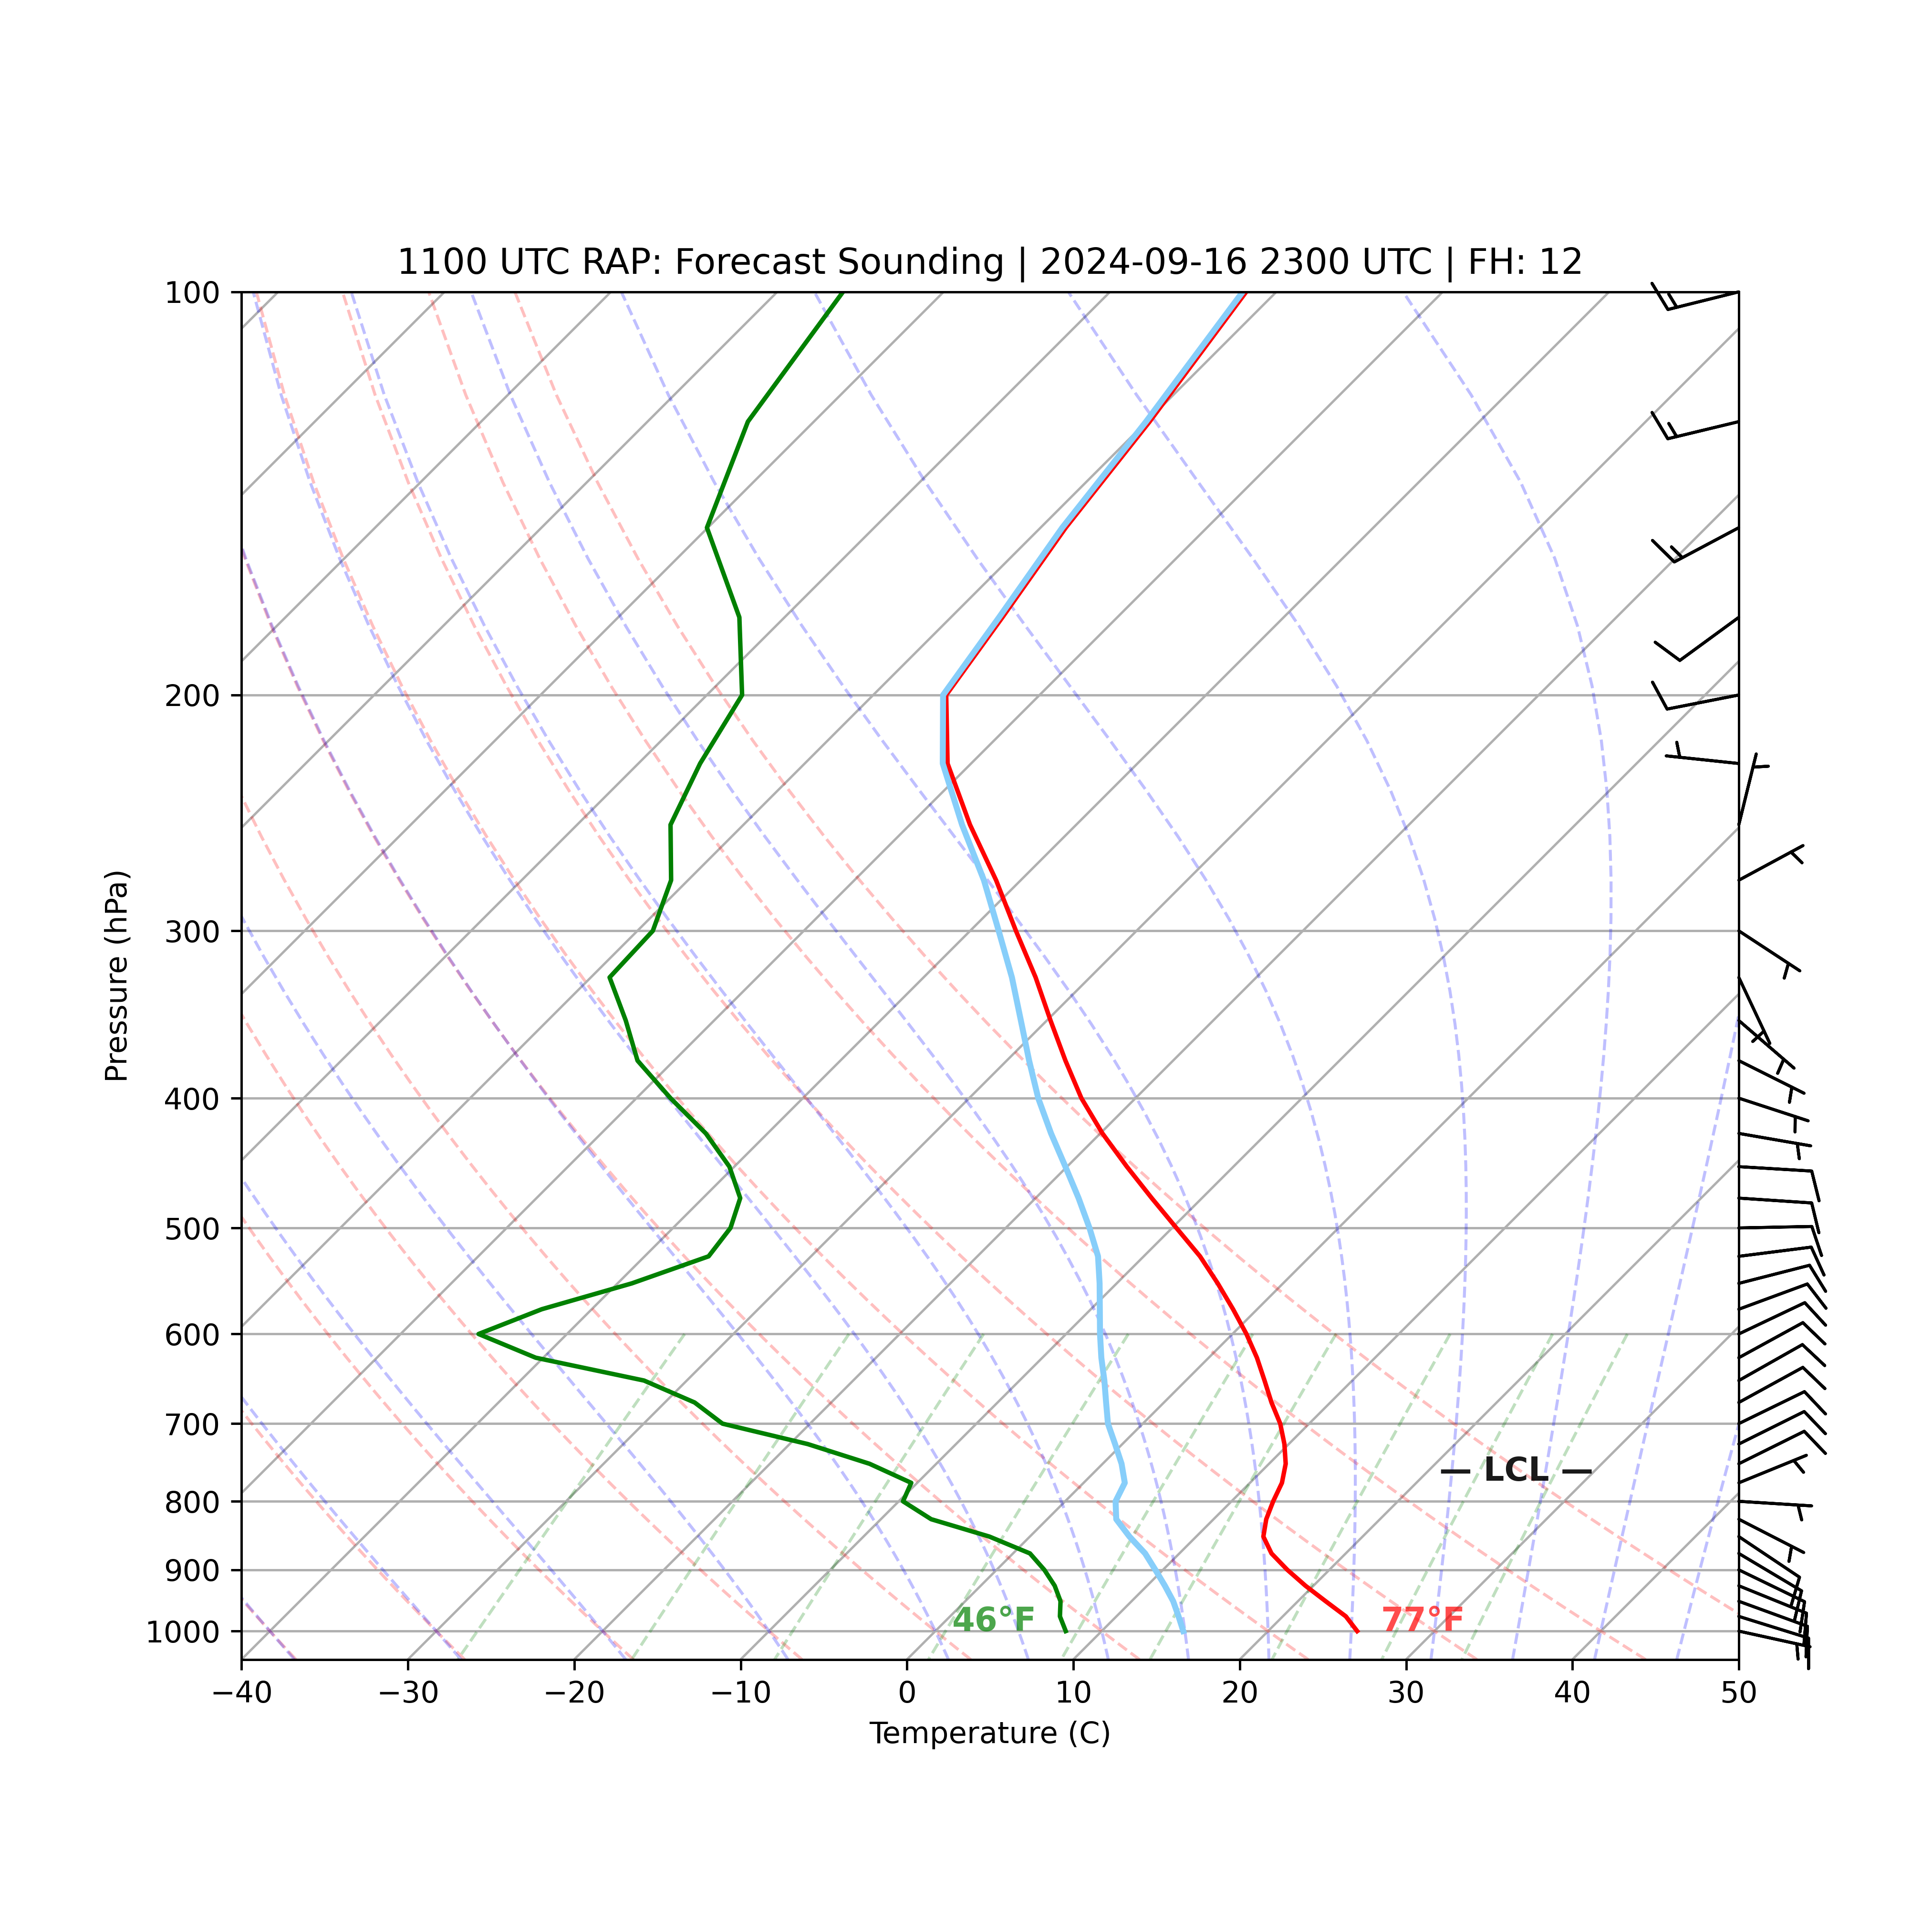 1100 UTC RAP: Forecast Sounding | 2024-09-16 2300 UTC | FH: 12
100
200
300
400
500
600
700
800
900
1000
Pressure (hPa)
— LCL —
46°F
77°F
−40 −30 −20 −10 0 10 20 30 40 50
Temperature (C)